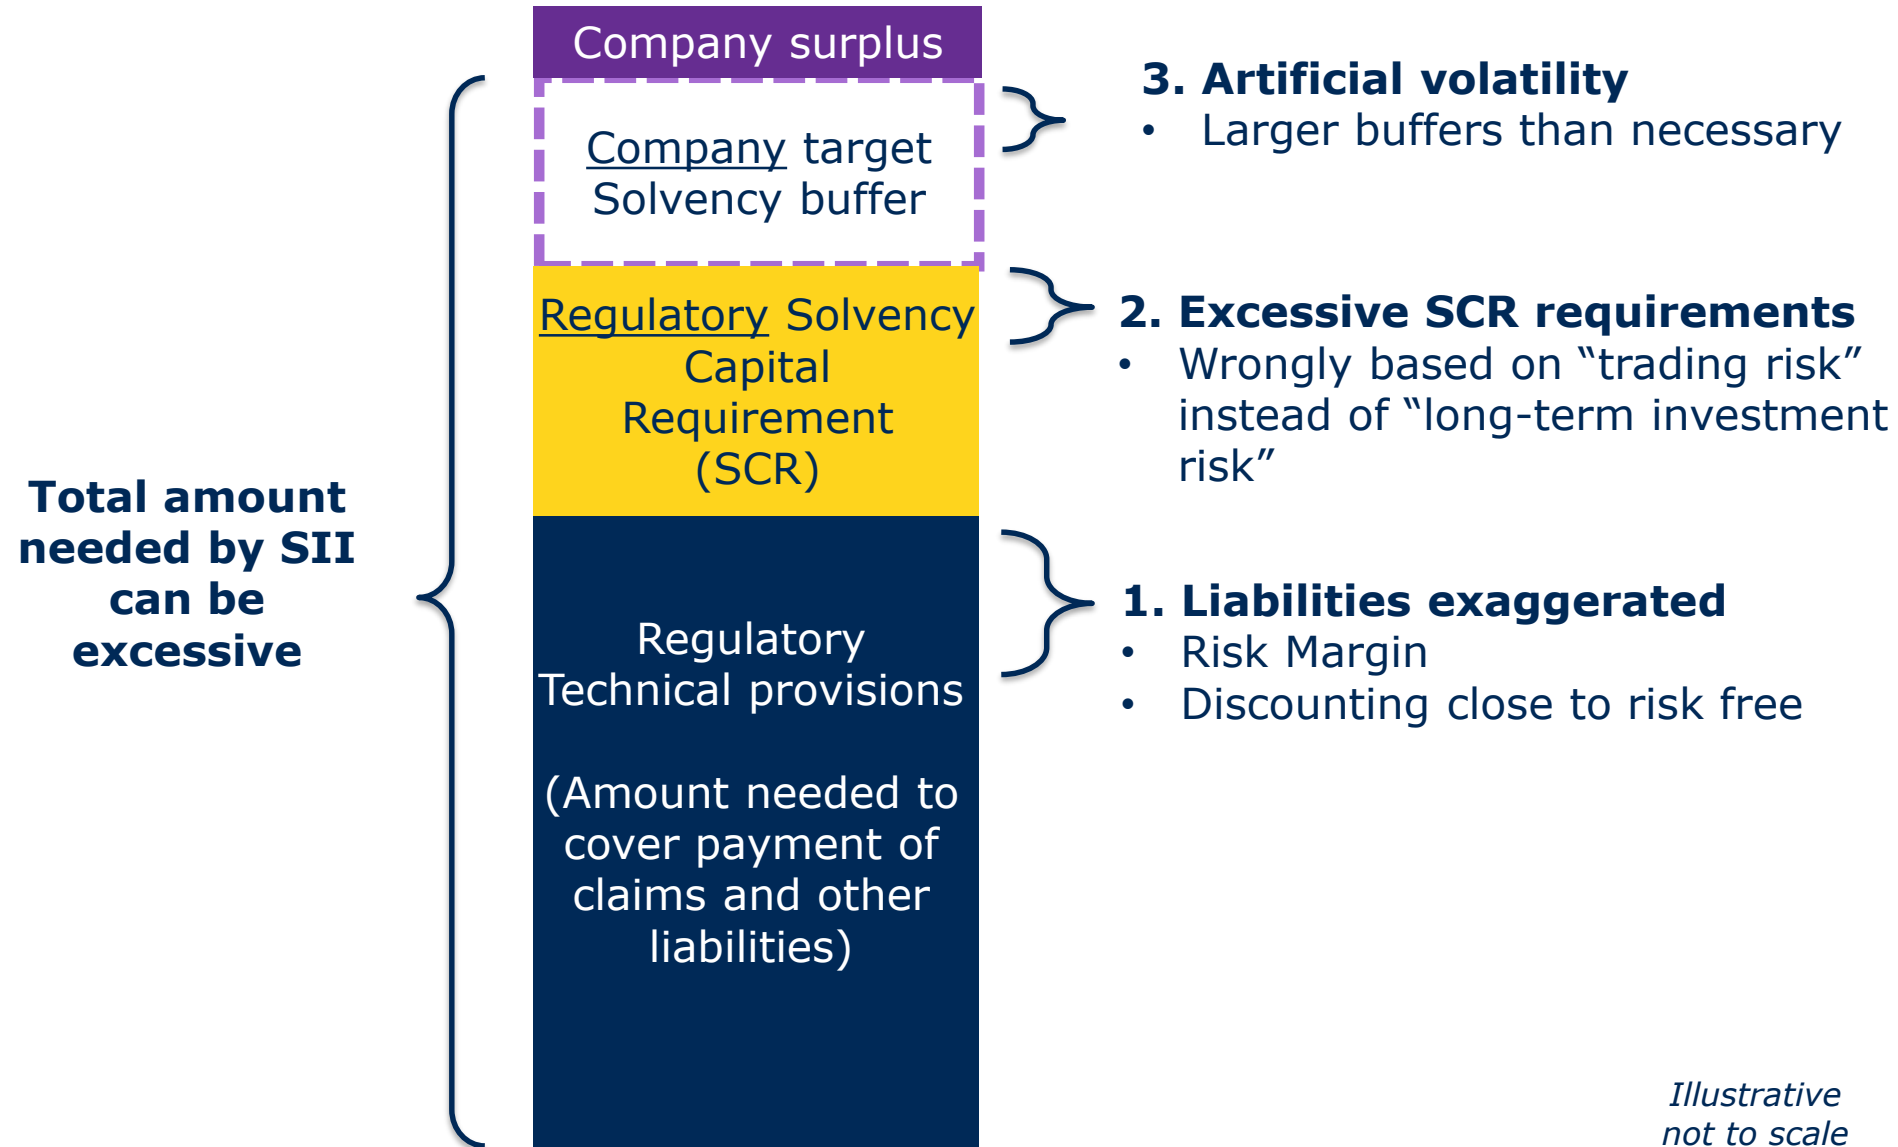 Company surplus
Company target
Solvency buffer
Regulatory Solvency
Capital
Requirement
(SCR)
Regulatory
Technical provisions
(Amount needed to
cover payment of
claims and other
liabilities)
Total amount
needed by SII
can be
excessive
3. Artificial volatility
• Larger buffers than necessary
2. Excessive SCR requirements
• Wrongly based on “trading ris”
instead of “long-term investment
risk”
1. Liabilities exaggerated
• Risk Margin
• Discounting close to risk free
Illustrative
not to scale